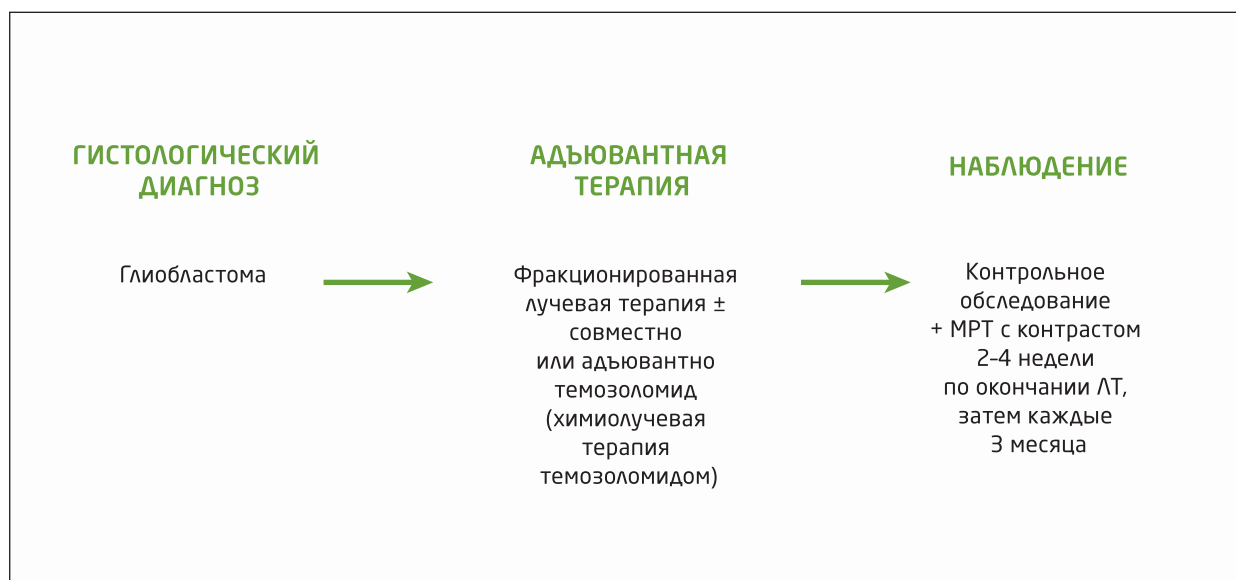 ГИСТОЛОГИЧЕСКИЙ
ДИАГНОЗ
Глиобластома
АДЪЮВАНТНАЯ
ТЕРАПИЯ
Фракционированная
лучевая терапия ±
совместно
или адъювантно
темозоломид
(химиолучевая
терапия
темозоломидом)
НАБЛЮДЕНИЕ
Контрольное
обследование
+ МРТ с контрастом
2–4 недели
по окончании ЛТ,
затем каждые
3 месяца